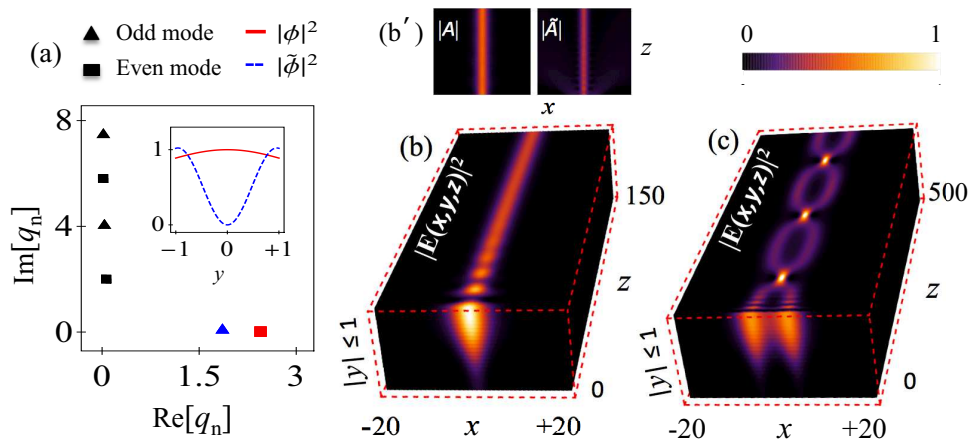 (a)
Odd mode
Even mode
|ϕ|²
|ϕ̃|²
Im[qₙ]
8
4
0
0
1.5
3
Re[qₙ]
1
0
−1
0
+1
y
(b′)
|A|
|Ã|
z
x
0
1
(b)
|E(x,y,z)|²
150
z
0
|y| ≤ 1
-20
x
+20
(c)
|E(x,y,z)|²
500
z
0
|y| ≤ 1
-20
x
+20